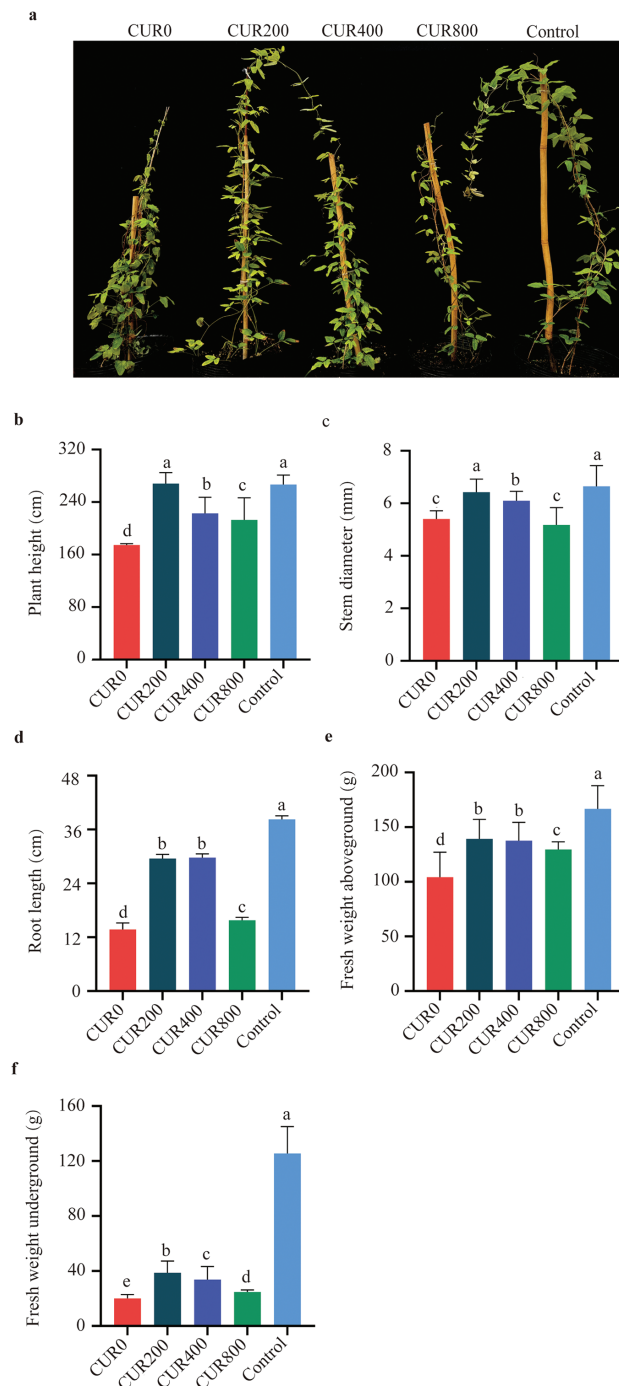 a
CUR0 CUR200 CUR400 CUR800 Control
b
Plant height (cm)
320
240
160
80
0
d
a
b
c
a
CUR0
CUR200
CUR400
CUR800
Control
c
Stem diameter (mm)
8
6
4
2
0
c
a
b
c
a
CUR0
CUR200
CUR400
CUR800
Control
d
Root length (cm)
48
36
24
12
0
d
b
b
c
a
CUR0
CUR200
CUR400
CUR800
Control
e
Fresh weight aboveground (g)
200
150
100
50
0
d
b
b
c
a
CUR0
CUR200
CUR400
CUR800
Control
f
Fresh weight underground (g)
160
120
80
40
0
e
b
c
d
a
CUR0
CUR200
CUR400
CUR800
Control